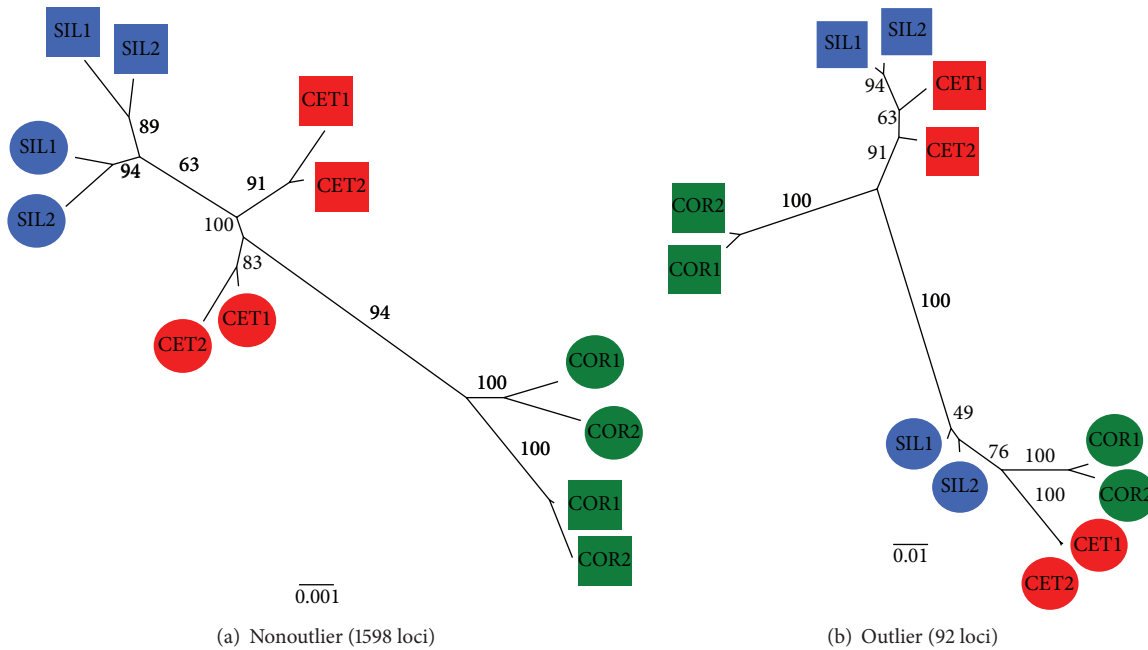 SIL1
SIL2
CET1
89
SIL1
94
63
91
CET2
SIL2
100
83
CET1
CET2
94
COR1
100
COR2
100
COR1
COR2
0.001
(a) Nonoutlier (1598 loci)
SIL1
SIL2
94
CET1
63
91
CET2
COR2
100
COR1
100
49
SIL1
76
100
COR1
SIL2
100
COR2
0.01
CET1
CET2
(b) Outlier (92 loci)